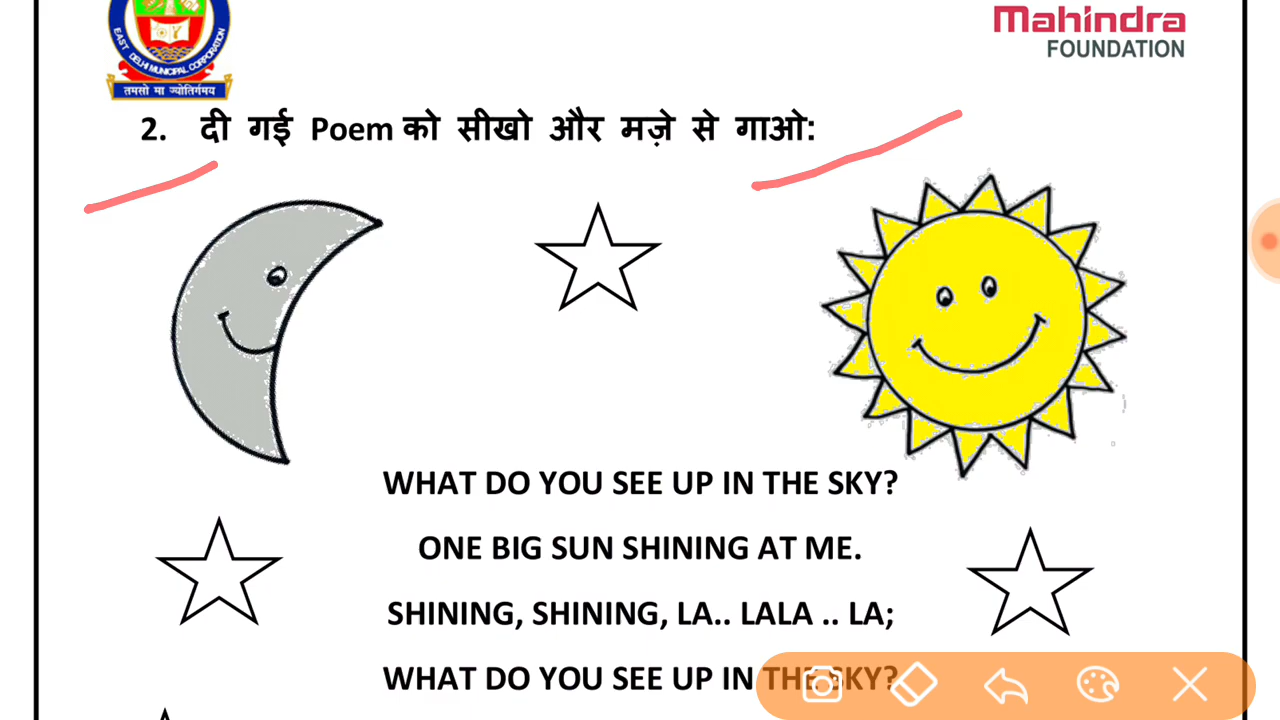 Mahindra
FOUNDATION
EAST DELHI MUNICIPAL CORPORATION
तमसो मा ज्योतिर्गमय
2. दी गई Poem को सीखो और मज़े से गाओ:
WHAT DO YOU SEE UP IN THE SKY?
ONE BIG SUN SHINING AT ME.
SHINING, SHINING, LA.. LALA .. LA;
WHAT DO YOU SEE UP IN THE SKY?